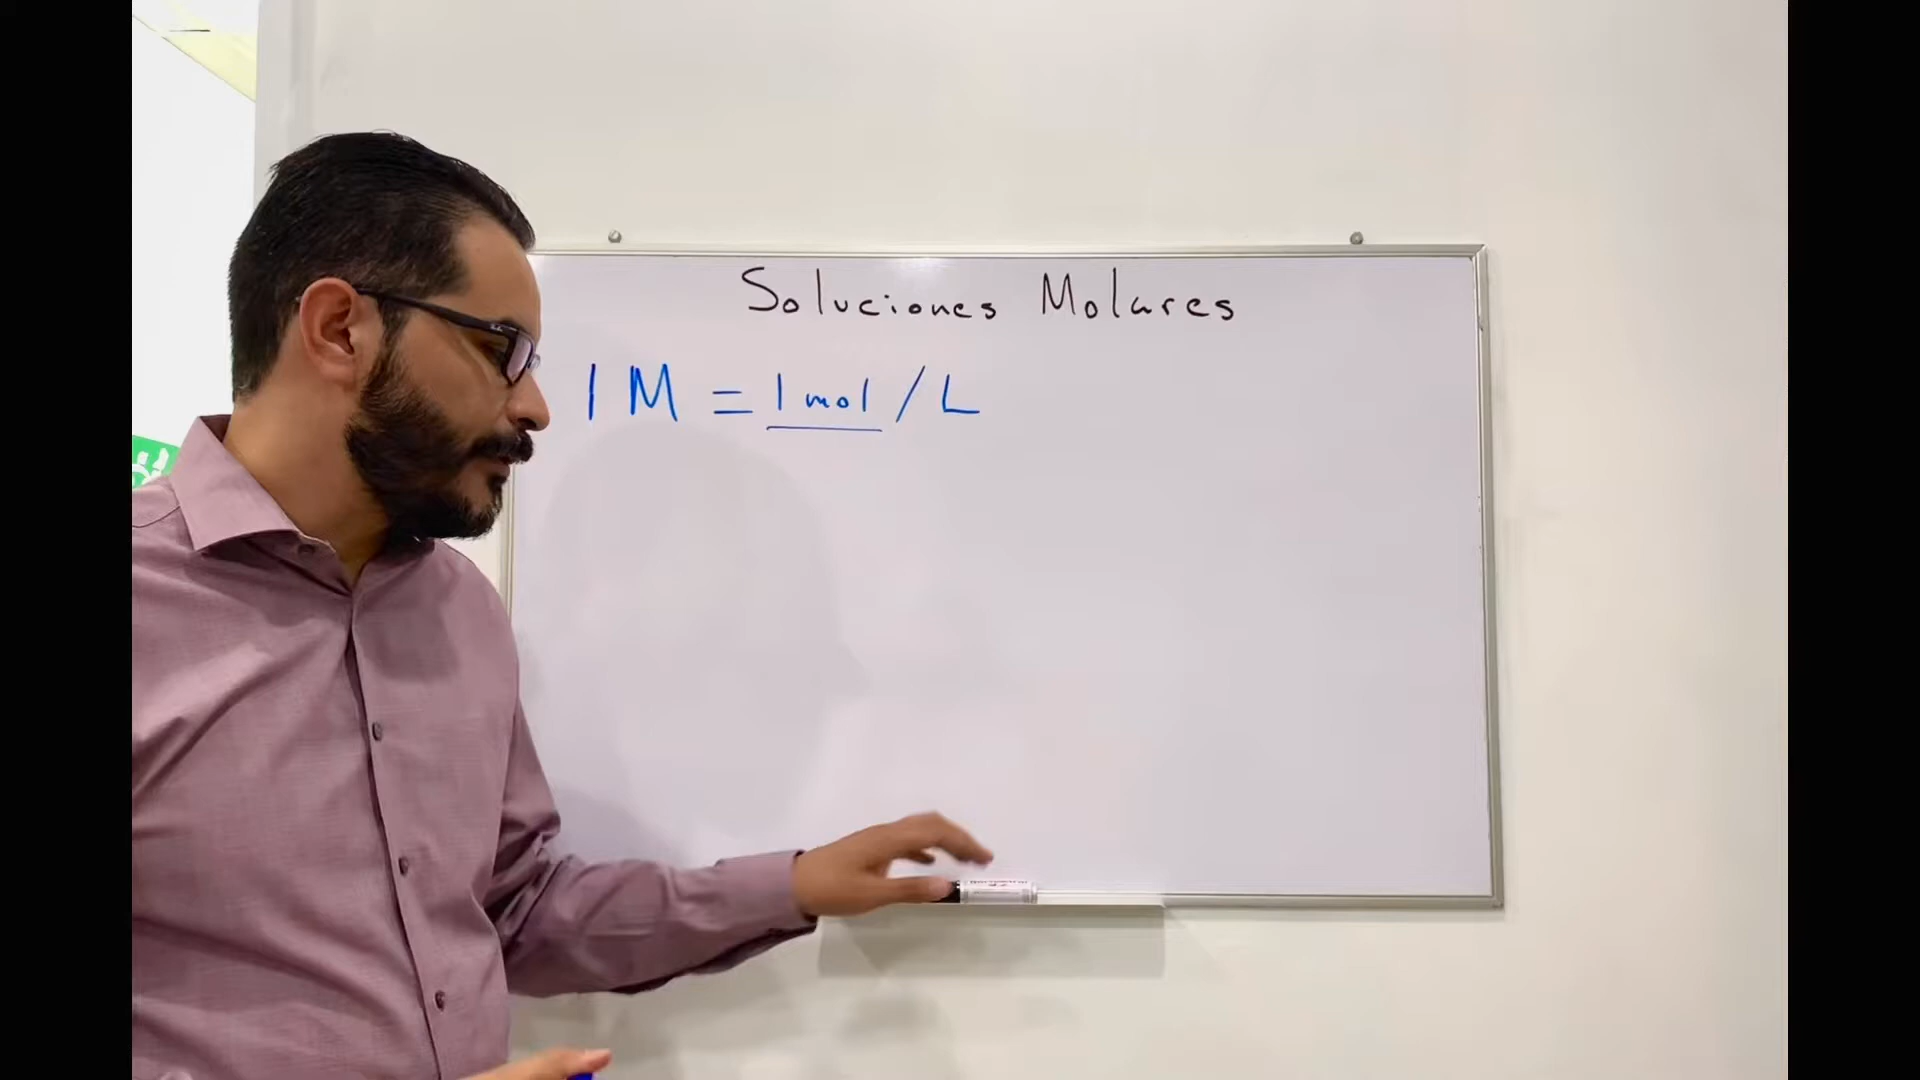 Soluciones Molares
1 M = 1 mol / L